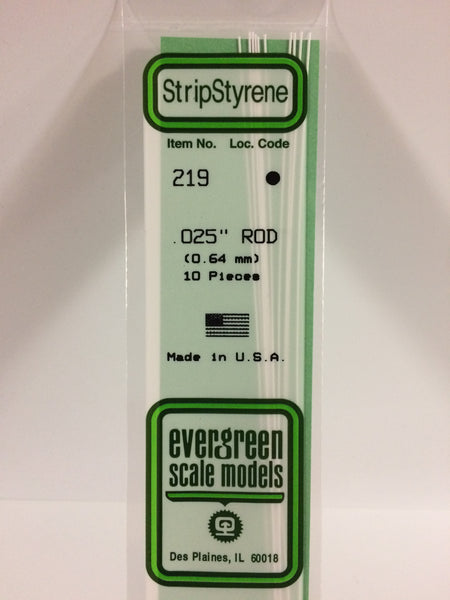 StripStyrene
Item No. Loc. Code
219
.025" ROD
(0.64 mm)
10 Pieces
Made in U.S.A.
evergreen
scale models
Des Plaines, IL 60018